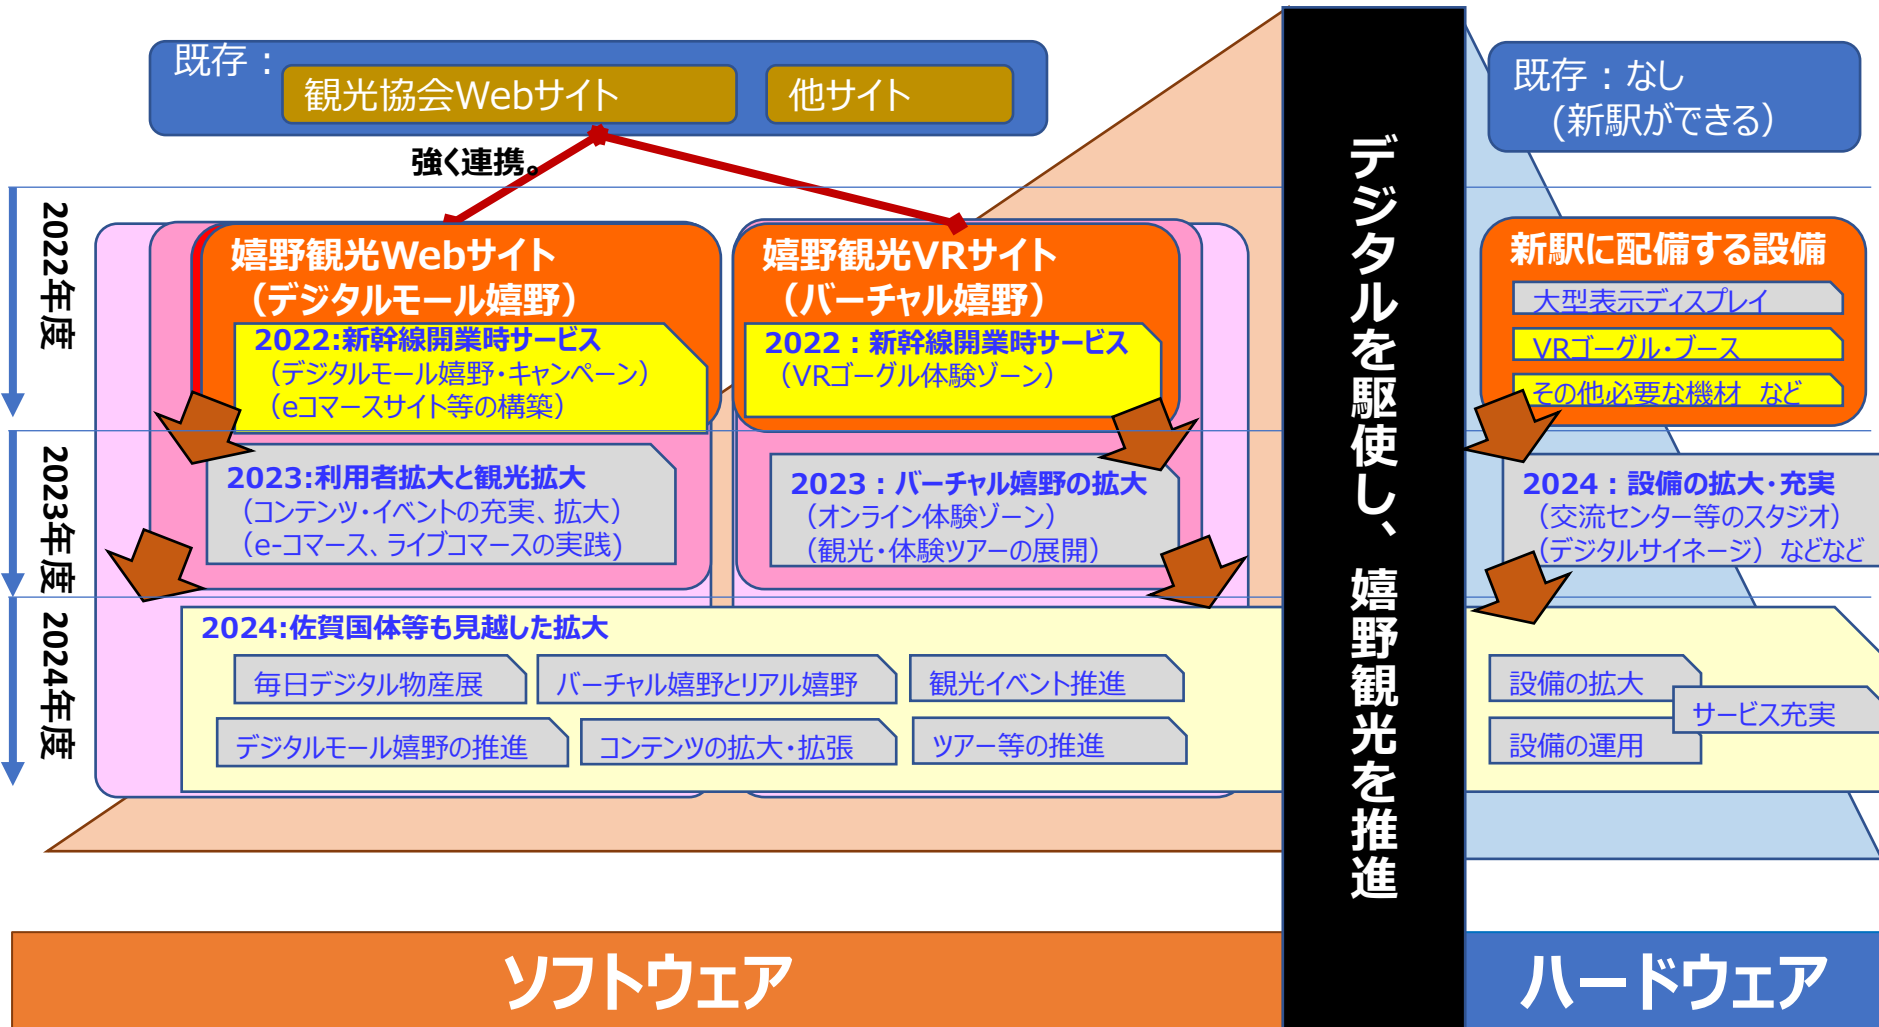 既存：
観光協会Webサイト
他サイト
強く連携。
既存：なし
(新駅ができる）
デジタルを駆使し、嬉野観光を推進
2022年度
嬉野観光Webサイト
（デジタルモール嬉野）
2022:新幹線開業時サービス
（デジタルモール嬉野・キャンペーン）
（eコマースサイト等の構築）
嬉野観光VRサイト
（バーチャル嬉野）
2022：新幹線開業時サービス
（VRゴーグル体験ゾーン）
新駅に配備する設備
大型表示ディスプレイ
VRゴーグル・ブース
その他必要な機材　など
2023年度
2023:利用者拡大と観光拡大
（コンテンツ・イベントの充実、拡大）
（e-コマース、ライブコマースの実践）
2023：バーチャル嬉野の拡大
（オンライン体験ゾーン）
（観光・体験ツアーの展開）
2024：設備の拡大・充実
（交流センター等のスタジオ）
（デジタルサイネージ）などなど
2024年度
2024:佐賀国体等も見越した拡大
毎日デジタル物産展
バーチャル嬉野とリアル嬉野
観光イベント推進
デジタルモール嬉野の推進
コンテンツの拡大・拡張
ツアー等の推進
設備の拡大
サービス充実
設備の運用
ソフトウェア
ハードウェア